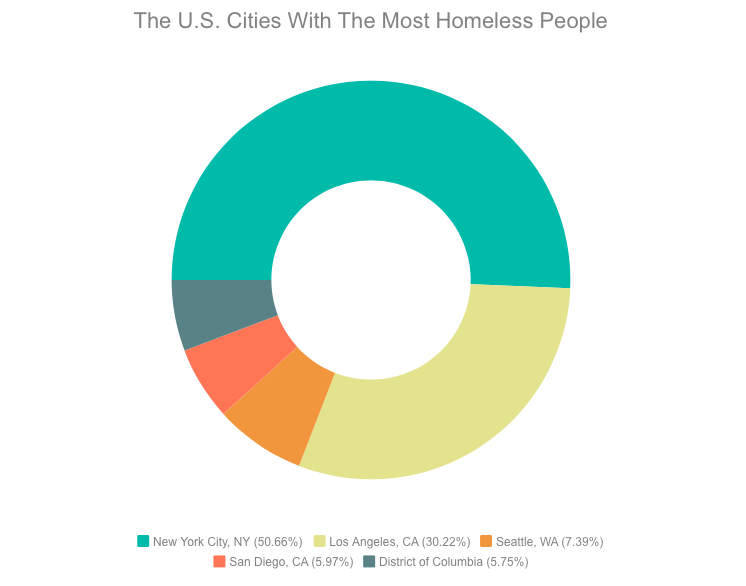 The U.S. Cities With The Most Homeless People
New York City, NY (50.66%) Los Angeles, CA (30.22%) Seattle, WA (7.39%)
San Diego, CA (5.97%) District of Columbia (5.75%)